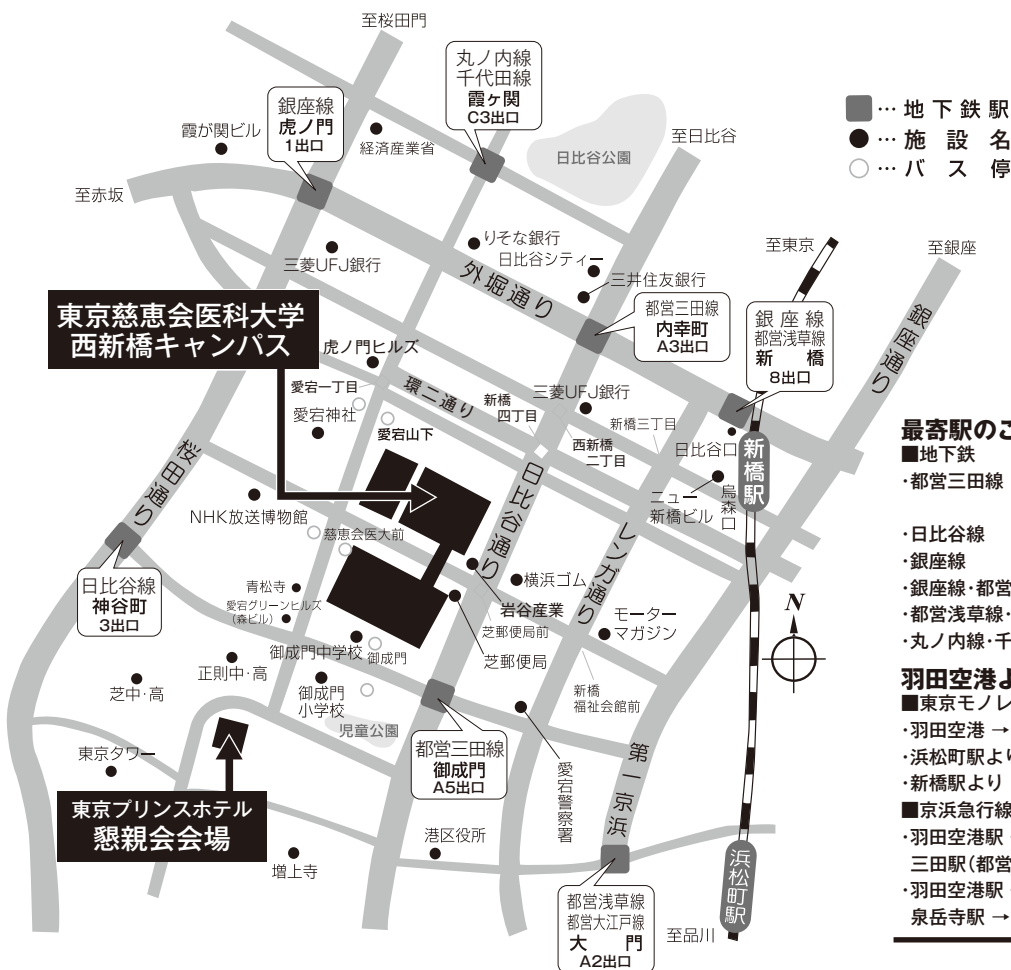 至桜田門
丸ノ内線
千代田線
霞ヶ関
C3出口
銀座線
虎ノ門
1出口
霞が関ビル
経済産業省
日比谷公園
至日比谷
■…地下鉄駅
●…施設名
○…バス停
至赤坂
りそな銀行
日比谷シティー
三菱UFJ銀行
外堀通り
三井住友銀行
至東京
至銀座
都営三田線
内幸町
A3出口
銀座線
都営浅草線
新橋
8出口
銀座通り
東京慈恵会医科大学
西新橋キャンパス
虎ノ門ヒルズ
愛宕一丁目
環二通り
新橋
四丁目
三菱UFJ銀行
愛宕神社
愛宕山下
新橋三丁目
西新橋
二丁目
日比谷口
新橋駅
桜田通り
日比谷通り
ニュー
新橋ビル
烏森口
レンガ通り
NHK放送博物館
慈恵会医大前
日比谷線
神谷町
3出口
青松寺
愛宕グリーンヒルズ
(森ビル)
横浜ゴム
岩谷産業
芝郵便局前
芝郵便局
モーター
マガジン
N
御成門中学校
御成門
正則中・高
芝中・高
御成門
小学校
新橋
福祉会館前
児童公園
東京タワー
都営三田線
御成門
A5出口
愛宕警察署
第一京浜
東京プリンスホテル
懇親会会場
増上寺
港区役所
浜松町駅
都営浅草線
都営大江戸線
大門
A2出口
至品川
最寄駅のご
■地下鉄
・都営三田線
・日比谷線
・銀座線
・銀座線・都営
・都営浅草線・
・丸ノ内線・千
羽田空港よ
■東京モノレ
・羽田空港 →
・浜松町駅より
・新橋駅より
■京浜急行線
・羽田空港駅
三田駅(都営
・羽田空港駅
泉岳寺駅 →